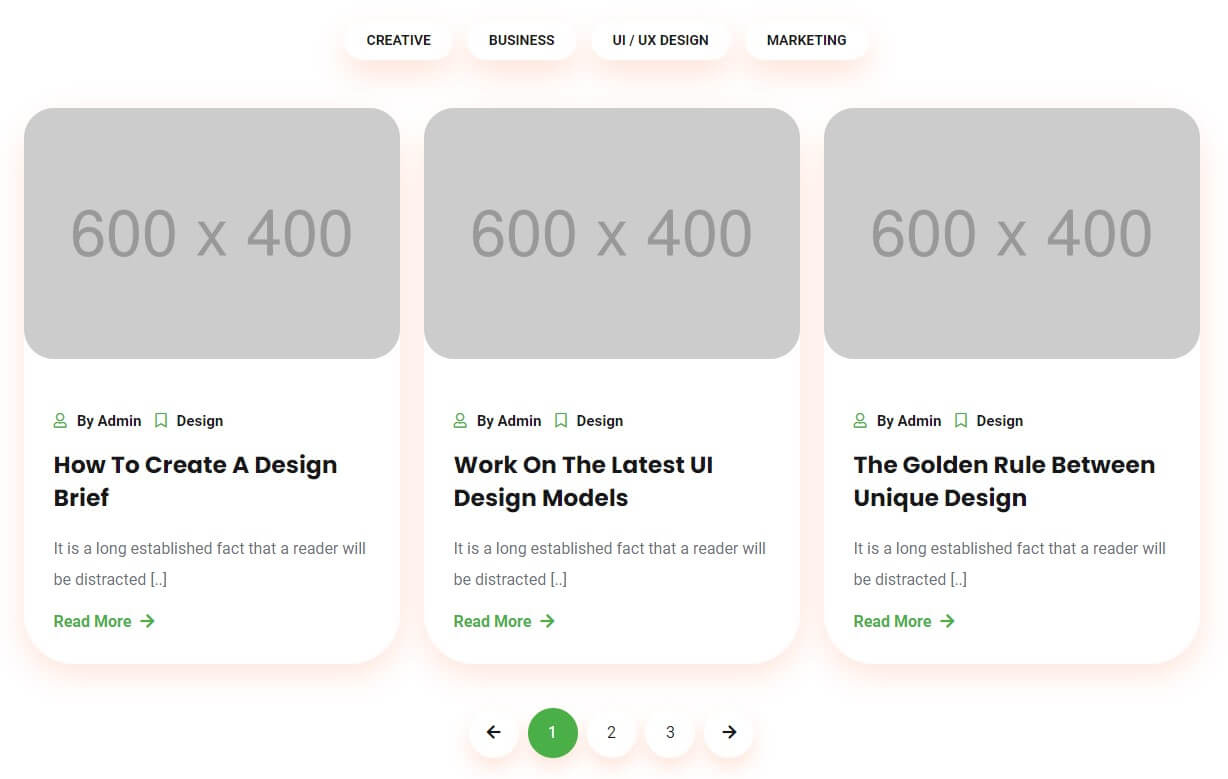 CREATIVE BUSINESS UI / UX DESIGN MARKETING
600 x 400
By Admin Design
How To Create A Design
Brief
It is a long established fact that a reader will
be distracted [..]
Read More
600 x 400
By Admin Design
Work On The Latest UI
Design Models
It is a long established fact that a reader will
be distracted [..]
Read More
600 x 400
By Admin Design
The Golden Rule Between
Unique Design
It is a long established fact that a reader will
be distracted [..]
Read More
1 2 3